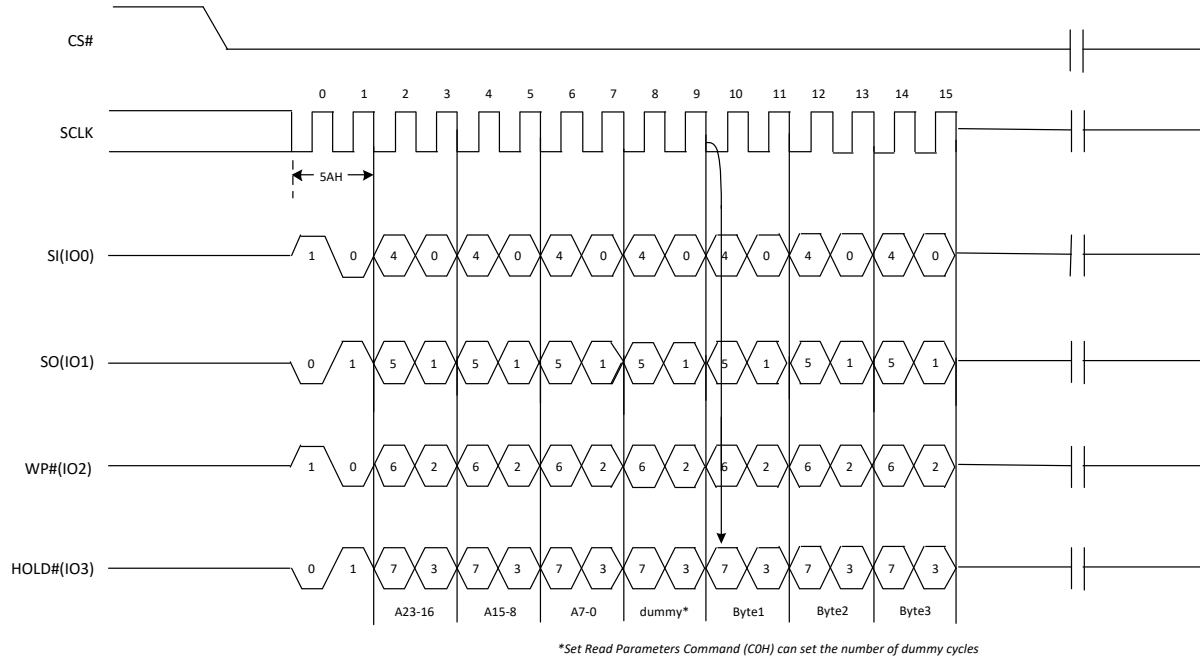 CS#
0 1 2 3 4 5 6 7 8 9 10 11 12 13 14 15
SCLK
5AH
SI(IO0) 1 0 4 0 4 0 4 0 4 0 4 0 4 0 4 0
SO(IO1) 0 1 5 1 5 1 5 1 5 1 5 1 5 1 5 1
WP#(IO2) 1 0 6 2 6 2 6 2 6 2 6 2 6 2 6 2
HOLD#(IO3) 0 1 7 3 7 3 7 3 7 3 7 3 7 3 7 3
A23-16 A15-8 A7-0 dummy* Byte1 Byte2 Byte3
*Set Read Parameters Command (C0H) can set the number of dummy cycles